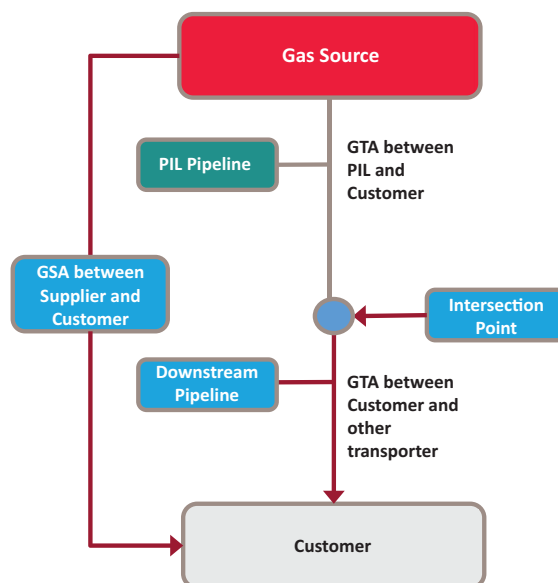 Gas Source
PIL Pipeline
GTA between
PIL and
Customer
GSA between
Supplier and
Customer
Intersection
Point
Downstream
Pipeline
GTA between
Customer and
other
transporter
Customer